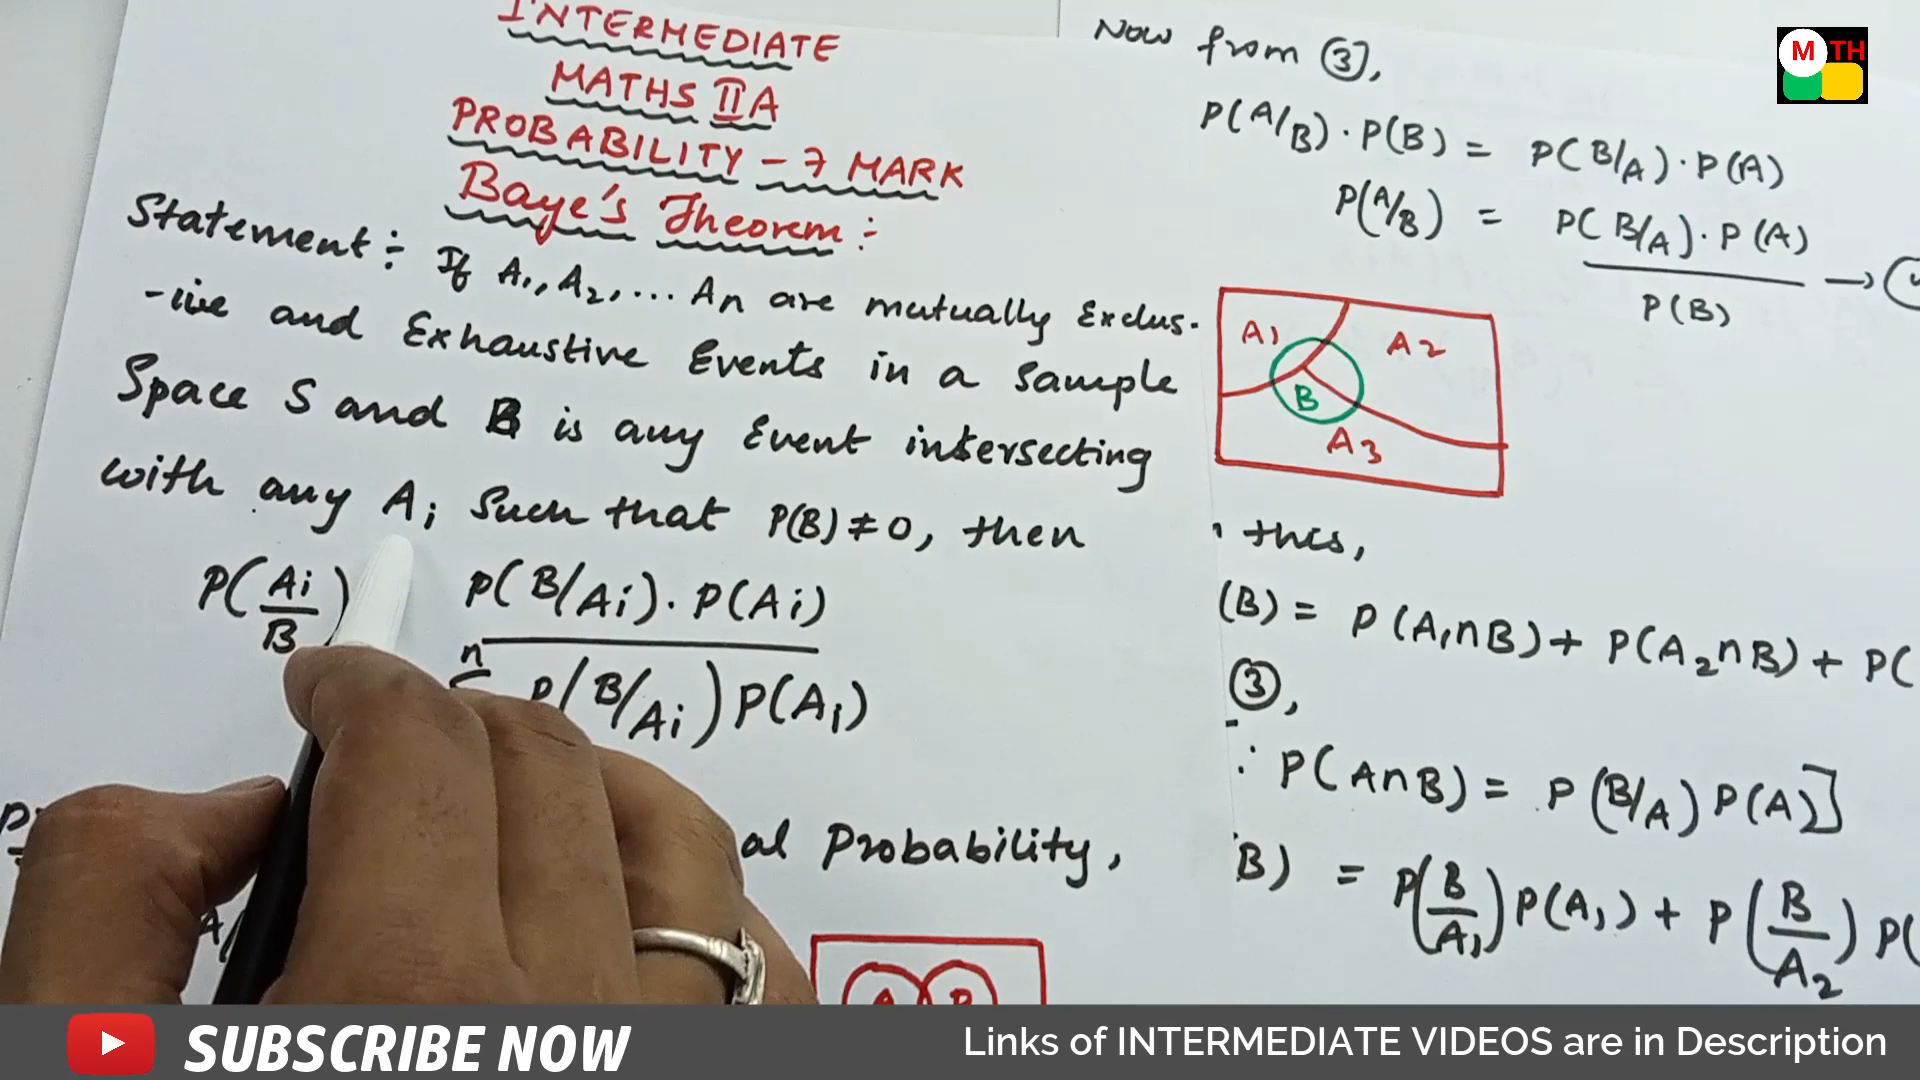 INTERMEDIATE
MATHS IIA
PROBABILITY - 7 MARK
Baye's Theorem :-
Statement :- If A1, A2, ... An are mutually Exclus-
-ive and Exhaustive Events in a sample
Space S and B is any Event intersecting
with any Ai Such that P(B) ≠ 0, then
P(Ai/B) P(B/Ai) . P(Ai)
n P(B/Ai) P(Ai)
al Probability,
A B
Now from ③,
P(A/B) . P(B) = P(B/A) . P(A)
P(A/B) = P(B/A) . P(A) / P(B) →
A1 A2
B
A3
this,
(B) = P(A1∩B) + P(A2∩B) + P(
③,
∵ P(A∩B) = P(B/A) P(A)]
B) = P(B/A1) P(A1) + P(B/A2) P(
MTH
SUBSCRIBE NOW
Links of INTERMEDIATE VIDEOS are in Description